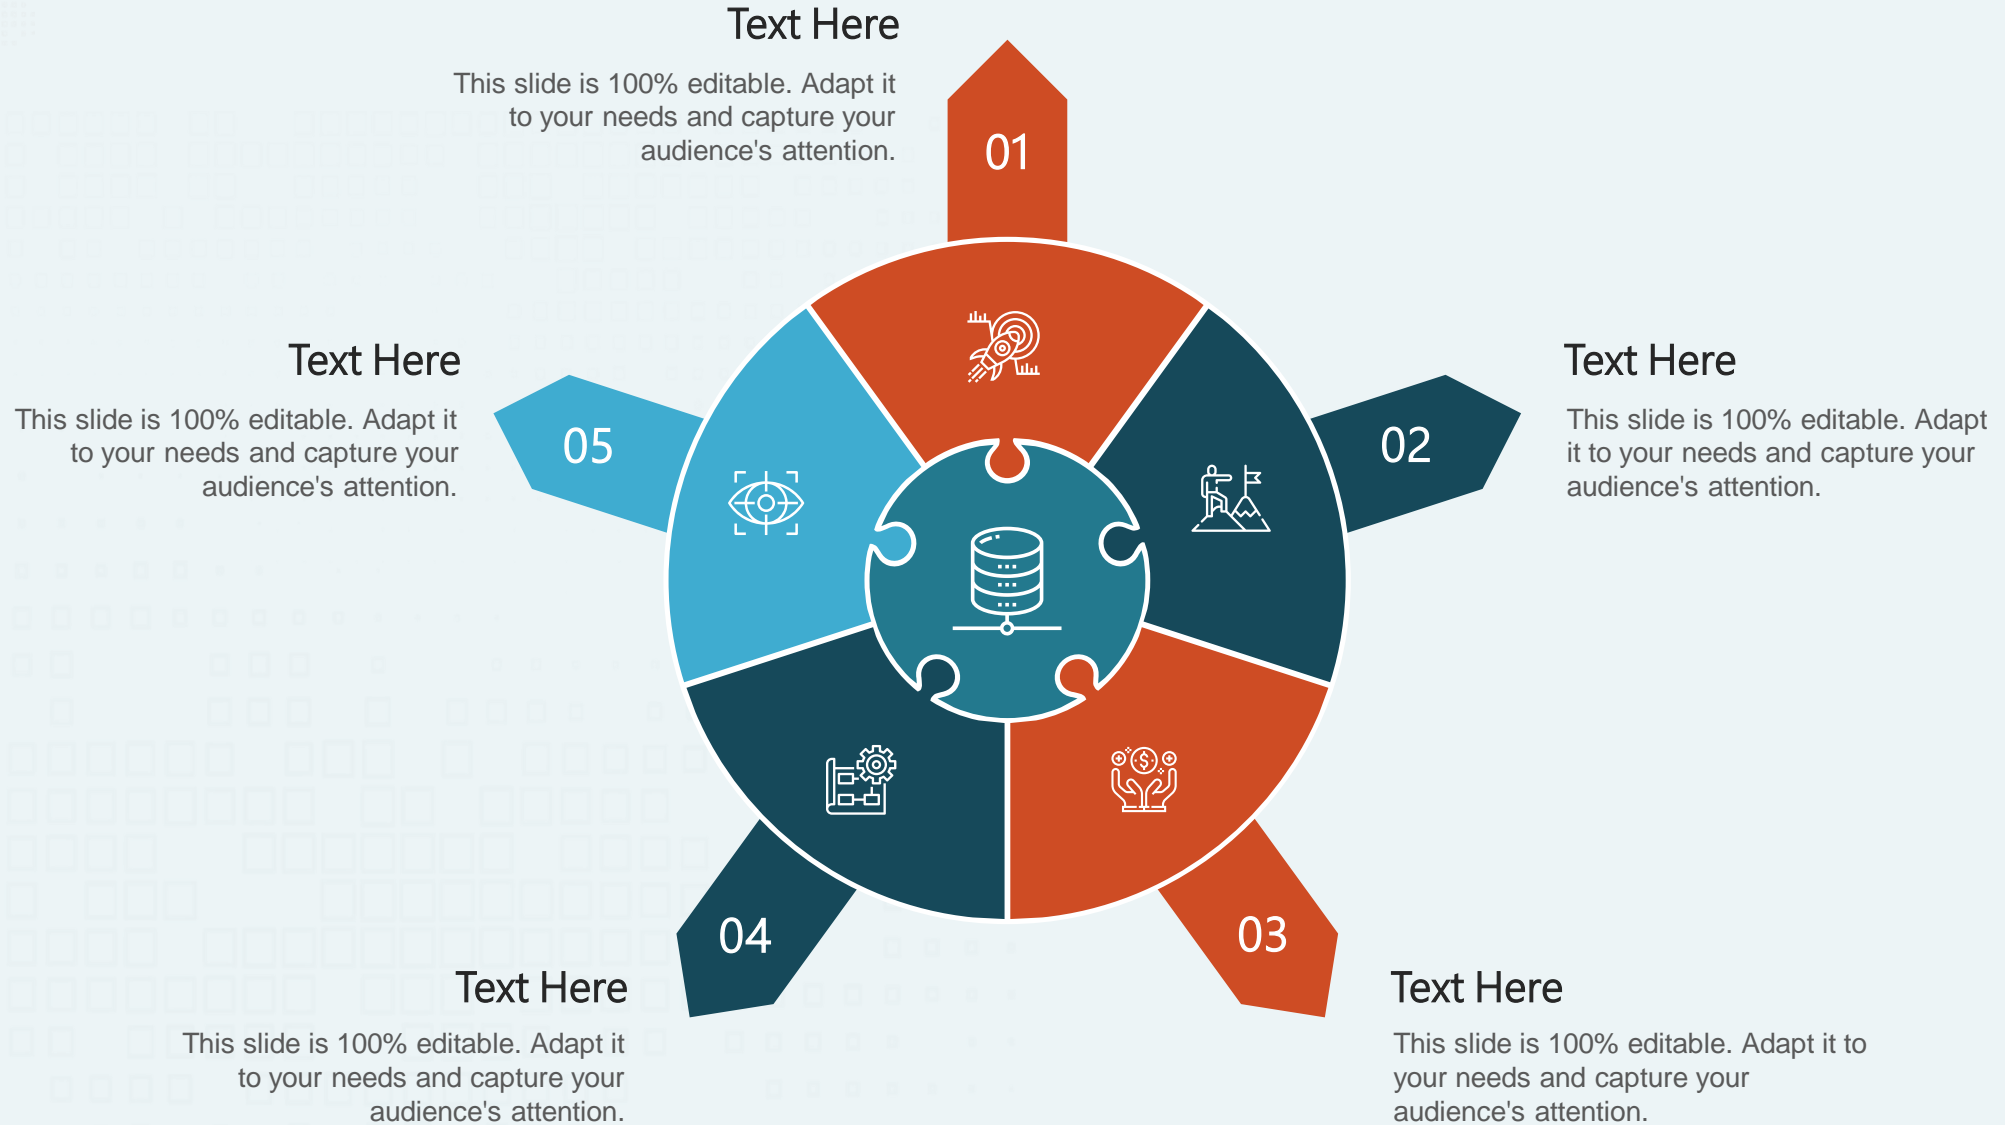 Text Here
This slide is 100% editable. Adapt it
to your needs and capture your
audience's attention.
01
Text Here
This slide is 100% editable. Adapt
it to your needs and capture your
audience's attention.
02
Text Here
This slide is 100% editable. Adapt it to
your needs and capture your
audience's attention.
03
Text Here
This slide is 100% editable. Adapt it
to your needs and capture your
audience's attention.
04
Text Here
This slide is 100% editable. Adapt it
to your needs and capture your
audience's attention.
05
$